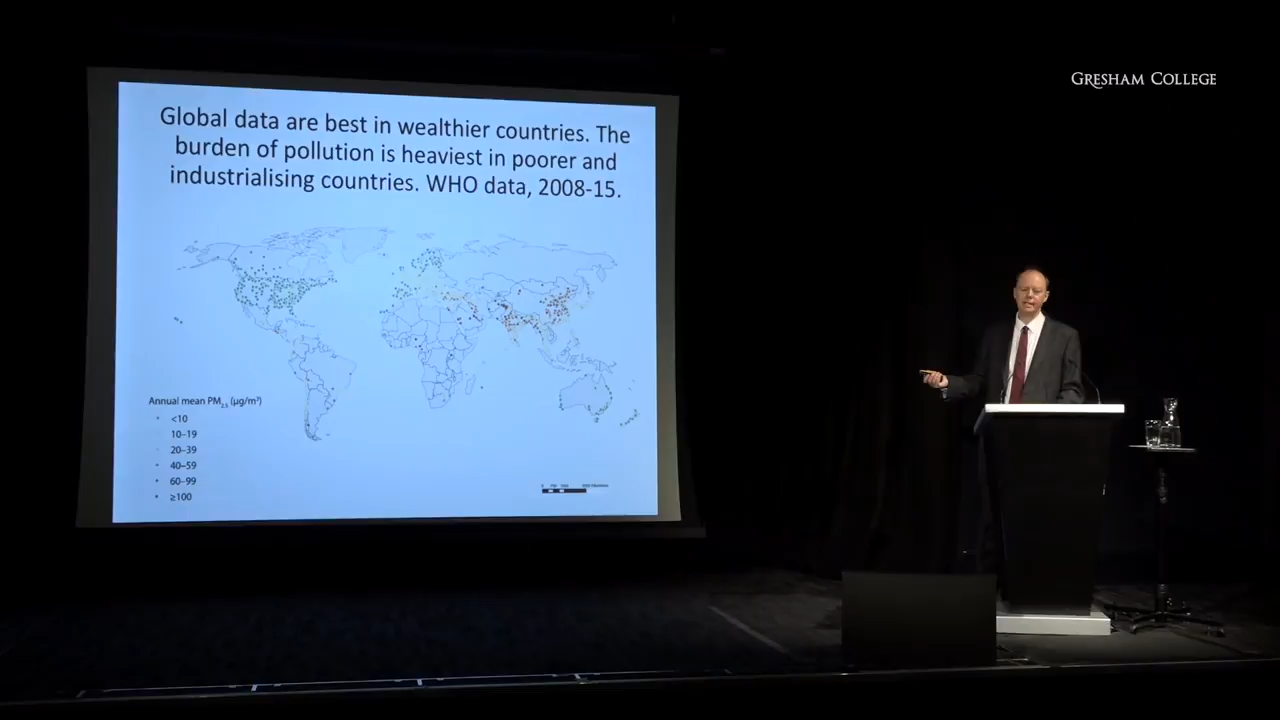 GRESHAM COLLEGE
Global data are best in wealthier countries. The
burden of pollution is heaviest in poorer and
industrialising countries. WHO data, 2008-15.
Annual mean PM2.5 (µg/m³)
<10
10–19
20–39
40–59
60–99
≥100